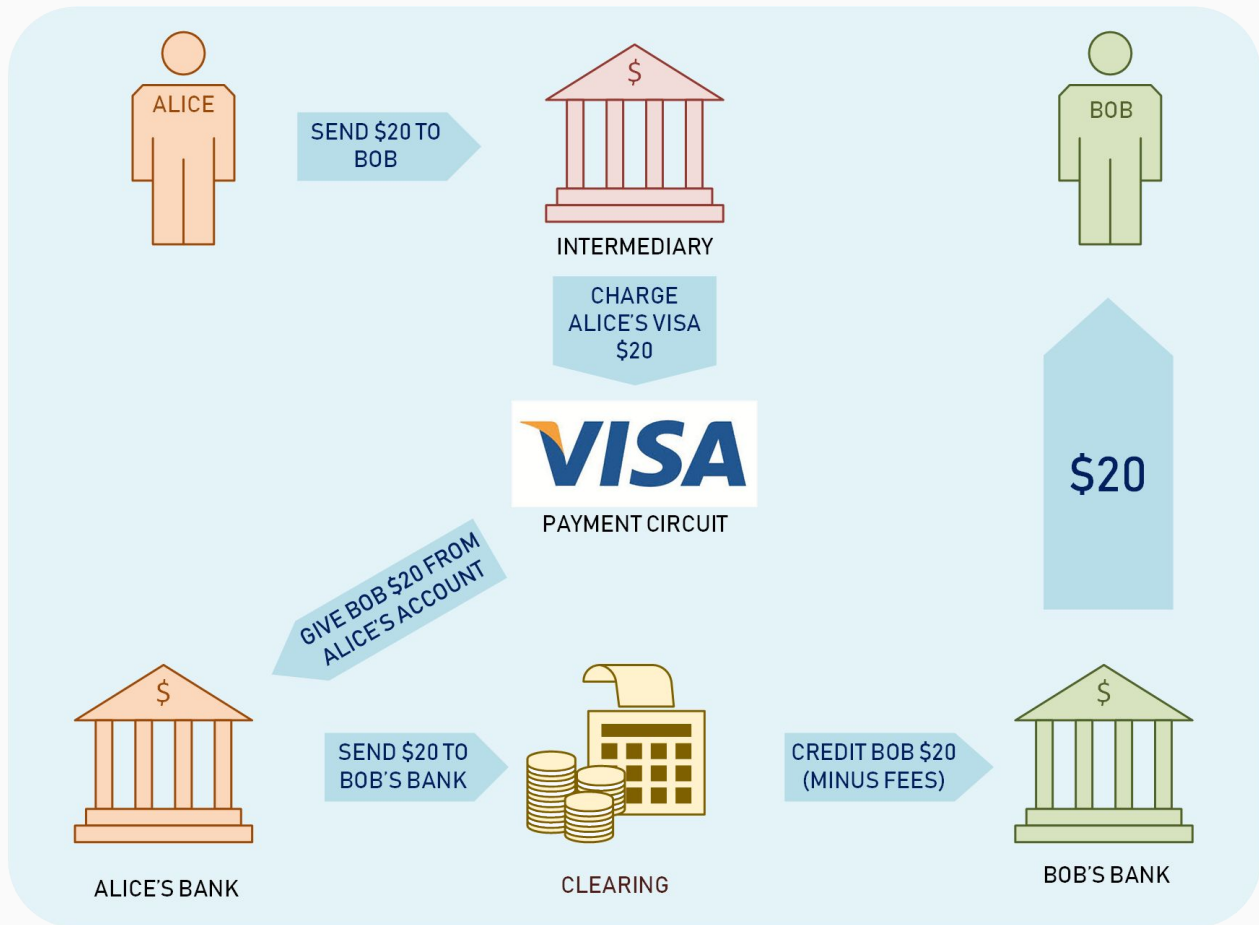 ALICE
SEND $20 TO
BOB
$
INTERMEDIARY
BOB
CHARGE
ALICE'S VISA
$20
VISA
PAYMENT CIRCUIT
$20
GIVE BOB $20 FROM
ALICE'S ACCOUNT
$
ALICE'S BANK
SEND $20 TO
BOB'S BANK
CLEARING
CREDIT BOB $20
(MINUS FEES)
$
BOB'S BANK